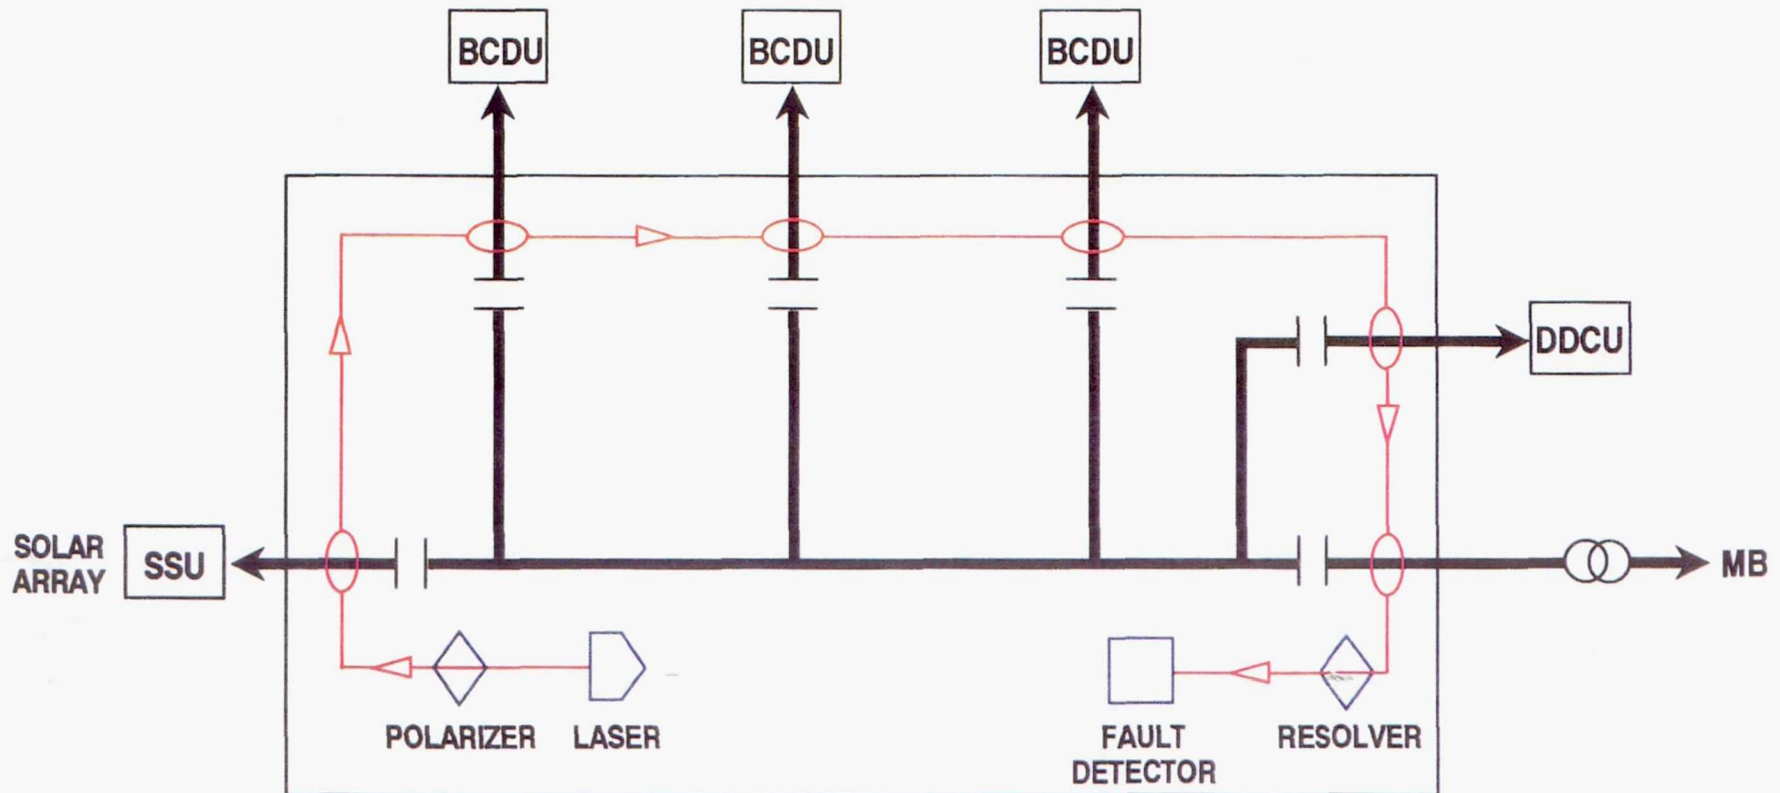 BCDU
BCDU
BCDU
DDCU
SOLAR
ARRAY
SSU
MB
POLARIZER
LASER
FAULT
DETECTOR
RESOLVER